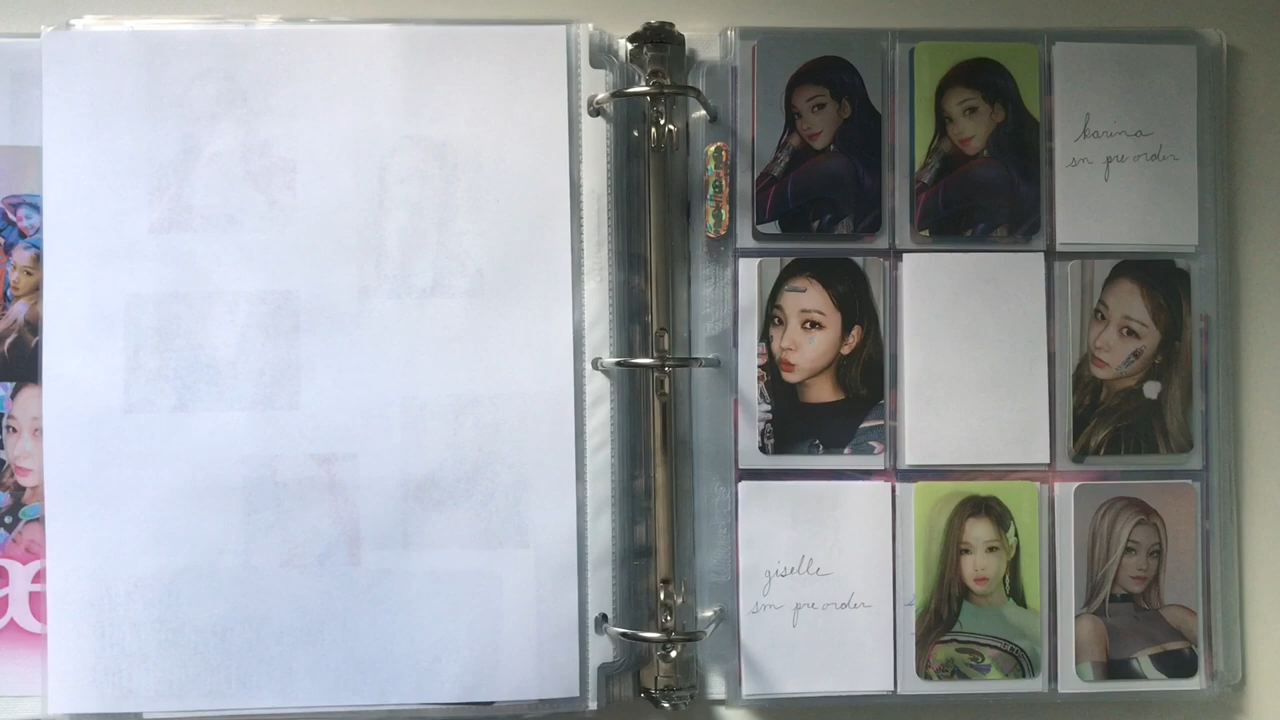 karina
sm pre order
giselle
sm pre order
æ